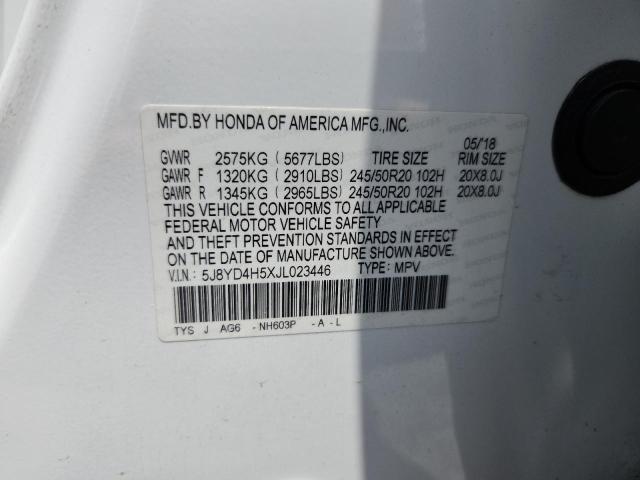 MFD.BY HONDA OF AMERICA MFG.,INC.
05/'18
GVWR 2575KG ( 5677LBS) TIRE SIZE RIM SIZE
GAWR F 1320KG ( 2910LBS) 245/50R20 102H 20X8.0J
GAWR R 1345KG ( 2965LBS) 245/50R20 102H 20X8.0J
THIS VEHICLE CONFORMS TO ALL APPLICABLE
FEDERAL MOTOR VEHICLE SAFETY
AND THEFT PREVENTION STANDARDS IN EFFECT
ON THE DATE OF MANUFACTURE SHOWN ABOVE.
V.I.N.: 5J8YD4H5XJL023446 TYPE: MPV
TYS J AG6 -NH603P -A-L